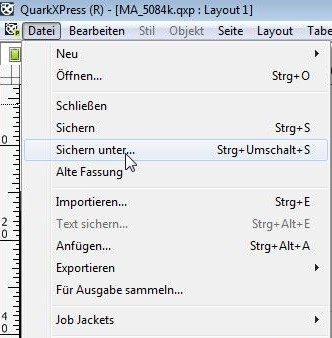 QuarkXPress (R) - [MA_5084k.qxp : Layout 1]
Datei Bearbeiten Stil Objekt Seite Layout Tabe
Neu
Öffnen... Strg+O
Schließen
Sichern Strg+S
Sichern unter... Strg+Umschalt+S
Alte Fassung
Importieren... Strg+E
Text sichern... Strg+Alt+E
Anfügen... Strg+Alt+A
Exportieren
Für Ausgabe sammeln...
Job Jackets